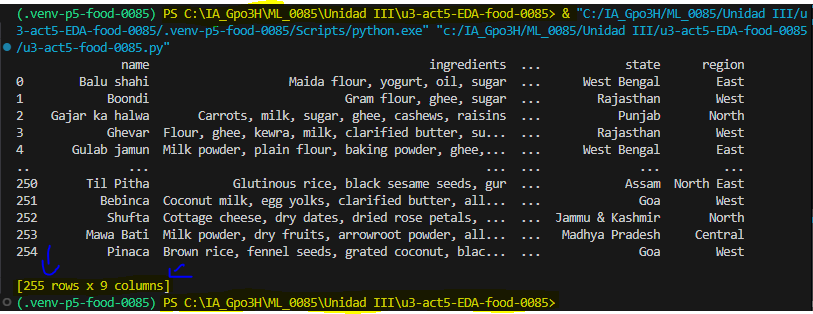 (.venv-p5-food-0085) PS C:\IA_Gpo3H\ML_0085\Unidad III\u3-act5-EDA-food-0085> & "C:/IA_Gpo3H/ML_0085/Unidad III/u
3-act5-EDA-food-0085/.venv-p5-food-0085/Scripts/python.exe" "c:/IA_Gpo3H/ML_0085/Unidad III/u3-act5-EDA-food-0085
/u3-act5-food-0085.py"
name ingredients ... state region
0 Balu shahi Maida flour, yogurt, oil, sugar ... West Bengal East
1 Boondi Gram flour, ghee, sugar ... Rajasthan West
2 Gajar ka halwa Carrots, milk, sugar, ghee, cashews, raisins ... Punjab North
3 Ghevar Flour, ghee, kewra, milk, clarified butter, su... ... Rajasthan West
4 Gulab jamun Milk powder, plain flour, baking powder, ghee,... ... West Bengal East
.. ... ... ... ... ...
250 Til Pitha Glutinous rice, black sesame seeds, gur ... Assam North East
251 Bebinca Coconut milk, egg yolks, clarified butter, all... ... Goa West
252 Shufta Cottage cheese, dry dates, dried rose petals, ... ... Jammu & Kashmir North
253 Mawa Bati Milk powder, dry fruits, arrowroot powder, all... ... Madhya Pradesh Central
254 Pinaca Brown rice, fennel seeds, grated coconut, blac... ... Goa West
[255 rows x 9 columns]
(.venv-p5-food-0085) PS C:\IA_Gpo3H\ML_0085\Unidad III\u3-act5-EDA-food-0085>